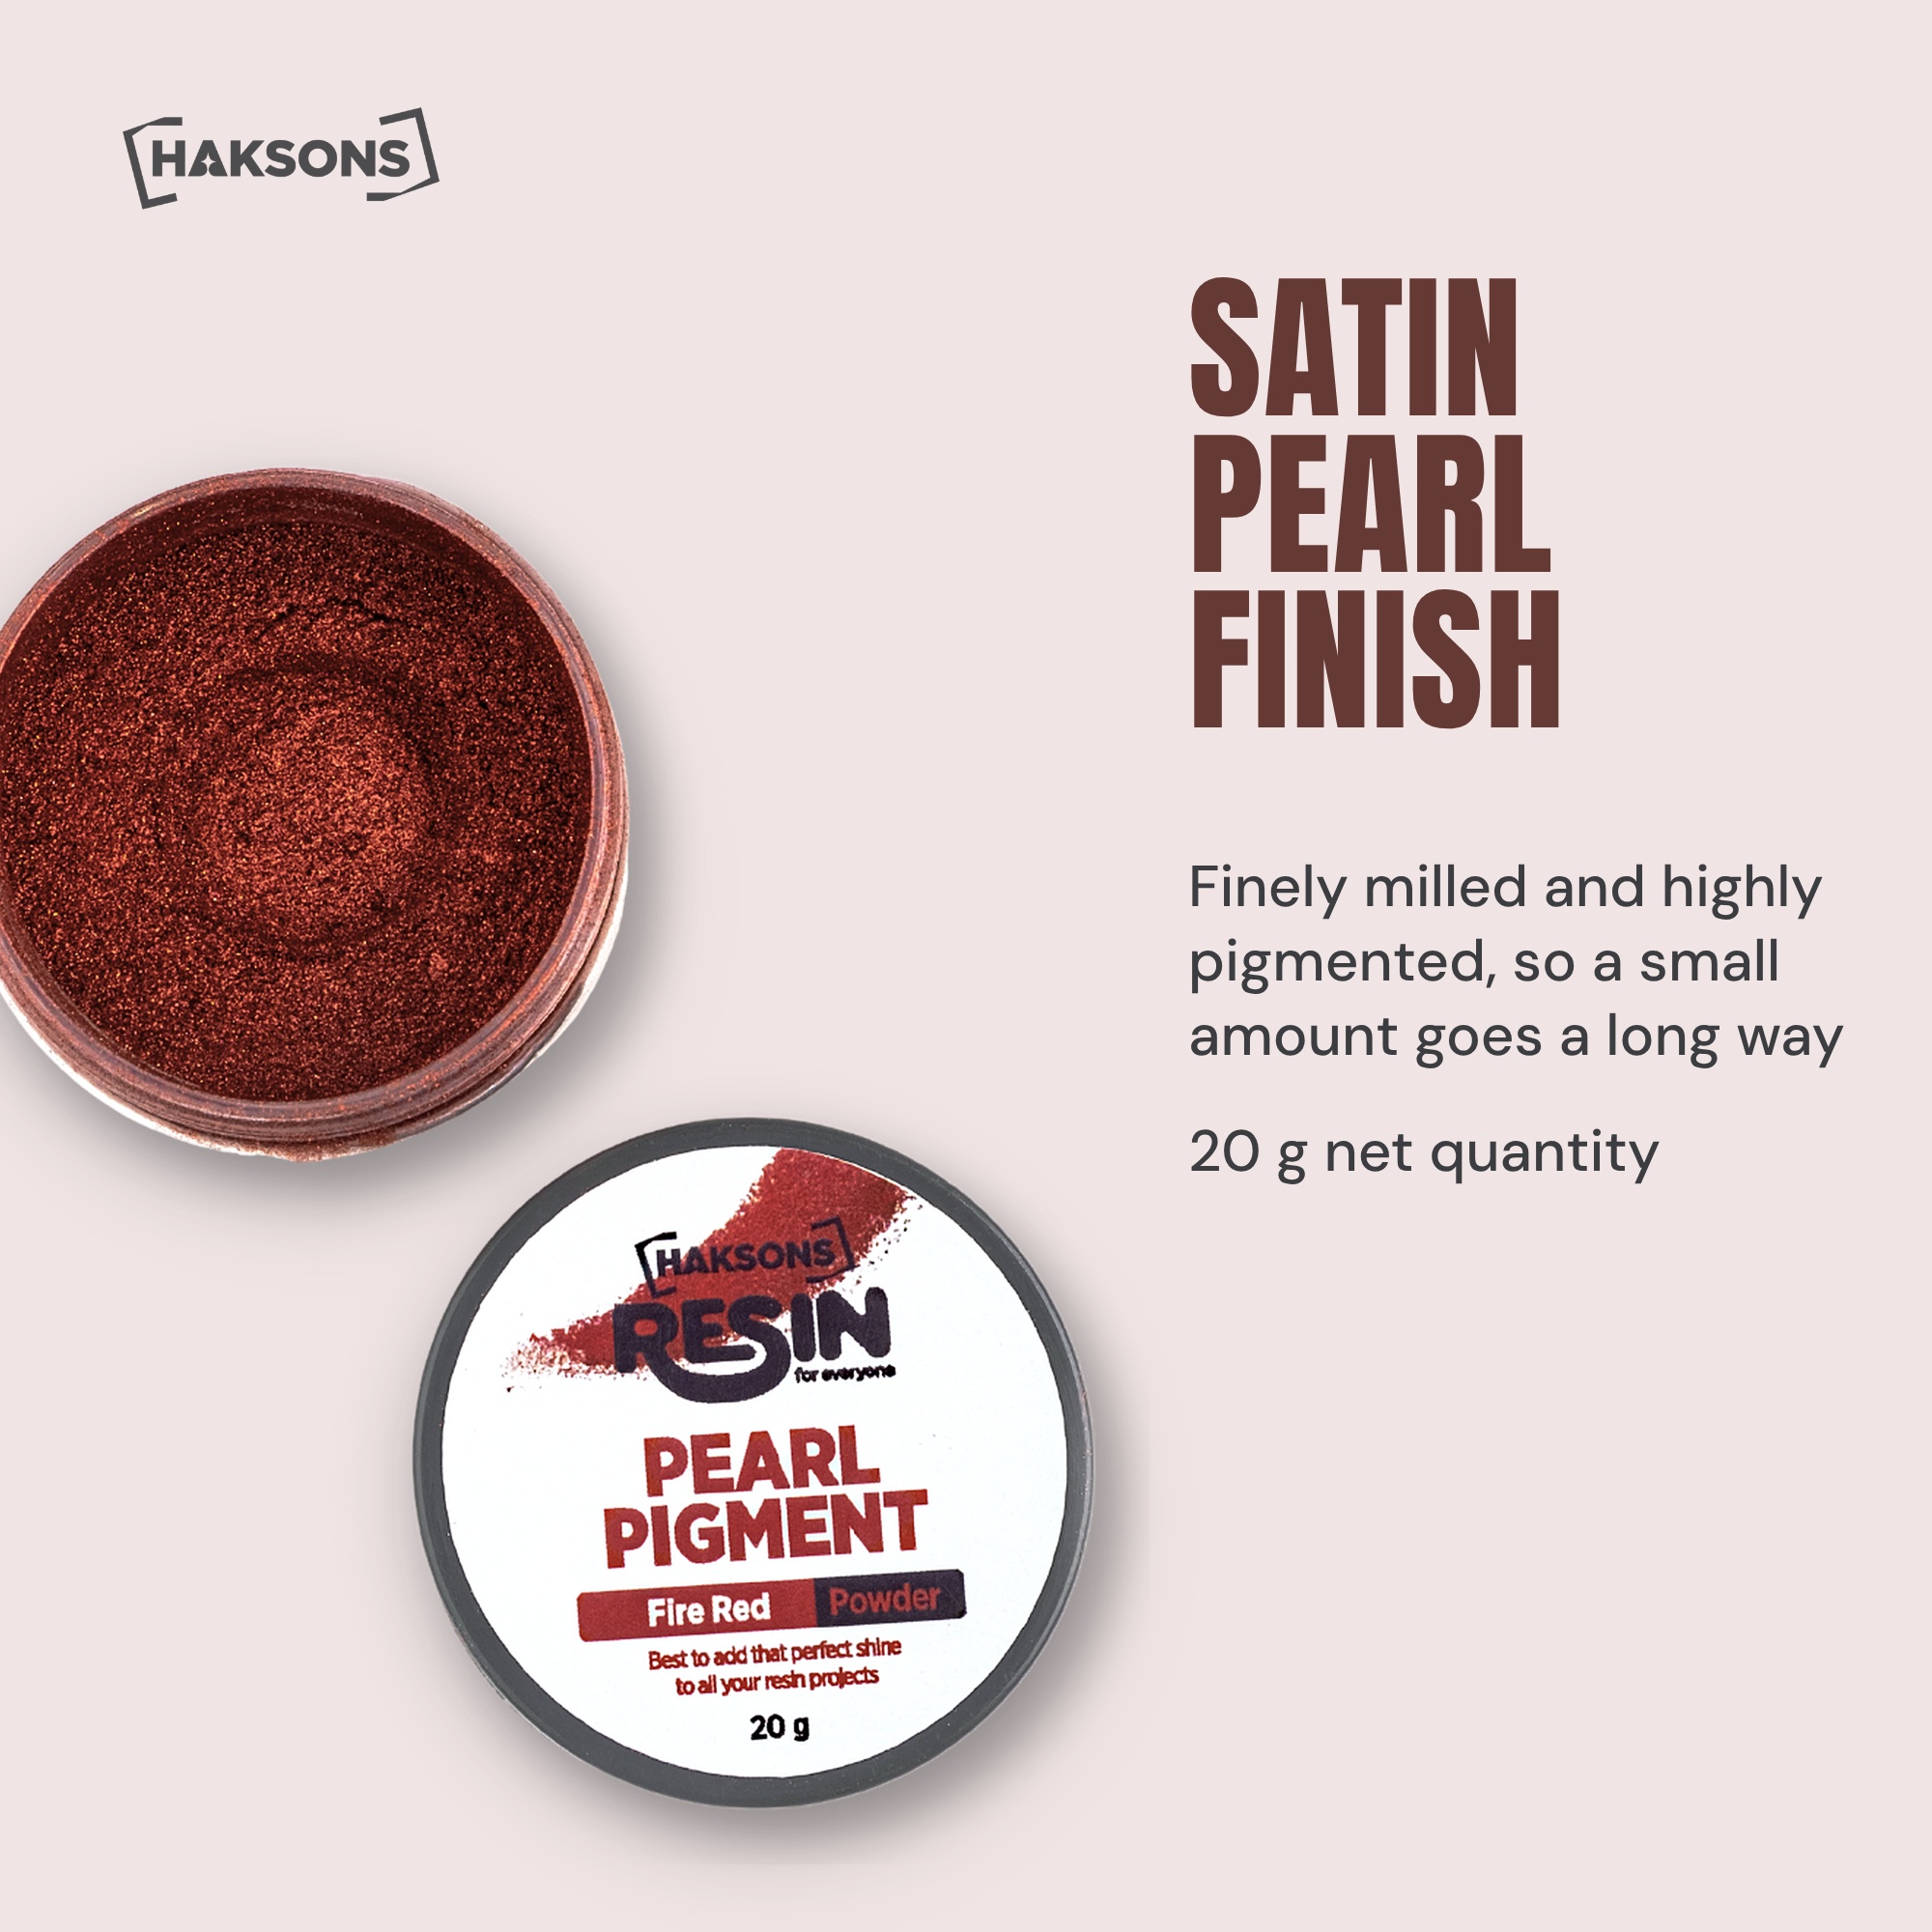 HAKSONS
SATIN
PEARL
FINISH
Finely milled and highly
pigmented, so a small
amount goes a long way
20 g net quantity
HAKSONS
RESIN
for everyone
PEARL
PIGMENT
Fire Red Powder
Best to add that perfect shine
to all your resin projects
20 g